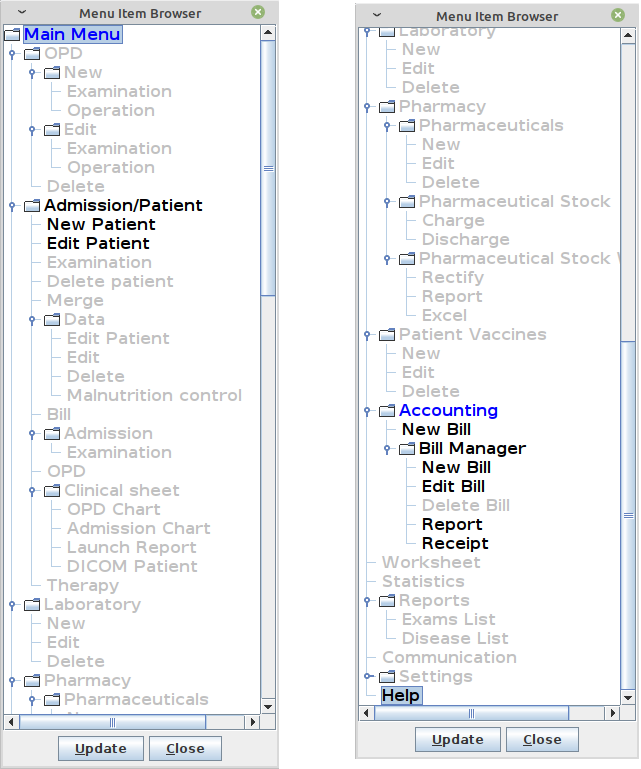 Menu Item Browser
Main Menu
OPD
New
Examination
Operation
Edit
Examination
Operation
Delete
Admission/Patient
New Patient
Edit Patient
Examination
Delete patient
Merge
Data
Edit Patient
Edit
Delete
Malnutrition control
Bill
Admission
Examination
OPD
Clinical sheet
OPD Chart
Admission Chart
Launch Report
DICOM Patient
Therapy
Laboratory
New
Edit
Delete
Pharmacy
Pharmaceuticals
Update Close
Menu Item Browser
Laboratory
New
Edit
Delete
Pharmacy
Pharmaceuticals
New
Edit
Delete
Pharmaceutical Stock
Charge
Discharge
Pharmaceutical Stock
Rectify
Report
Excel
Patient Vaccines
New
Edit
Delete
Accounting
New Bill
Bill Manager
New Bill
Edit Bill
Delete Bill
Report
Receipt
Worksheet
Statistics
Reports
Exams List
Disease List
Communication
Settings
Help
Update Close